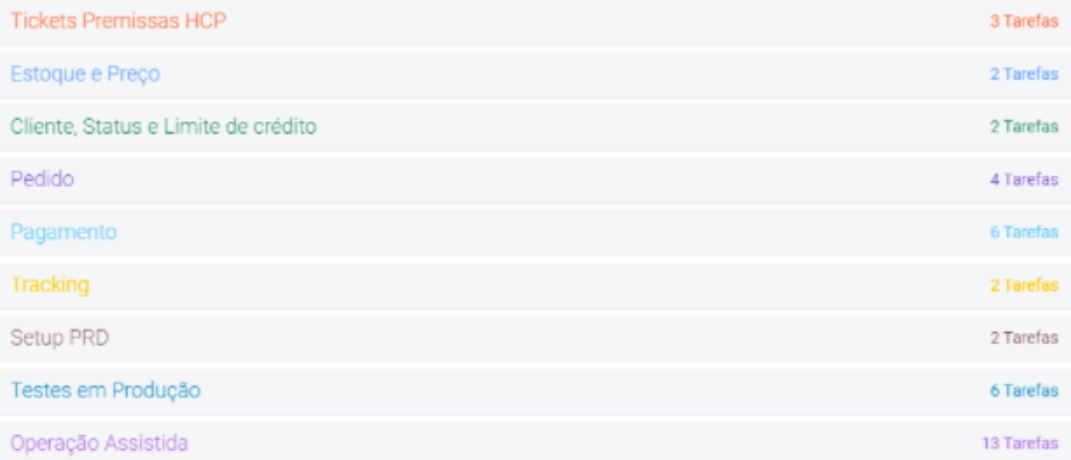 Tickets Premissas HCP 3 Tarefas
Estoque e Preço 2 Tarefas
Cliente, Status e Limite de crédito 2 Tarefas
Pedido 4 Tarefas
Pagamento 6 Tarefas
Tracking 2 Tarefas
Setup PRD 2 Tarefas
Testes em Produção 6 Tarefas
Operação Assistida 13 Tarefas